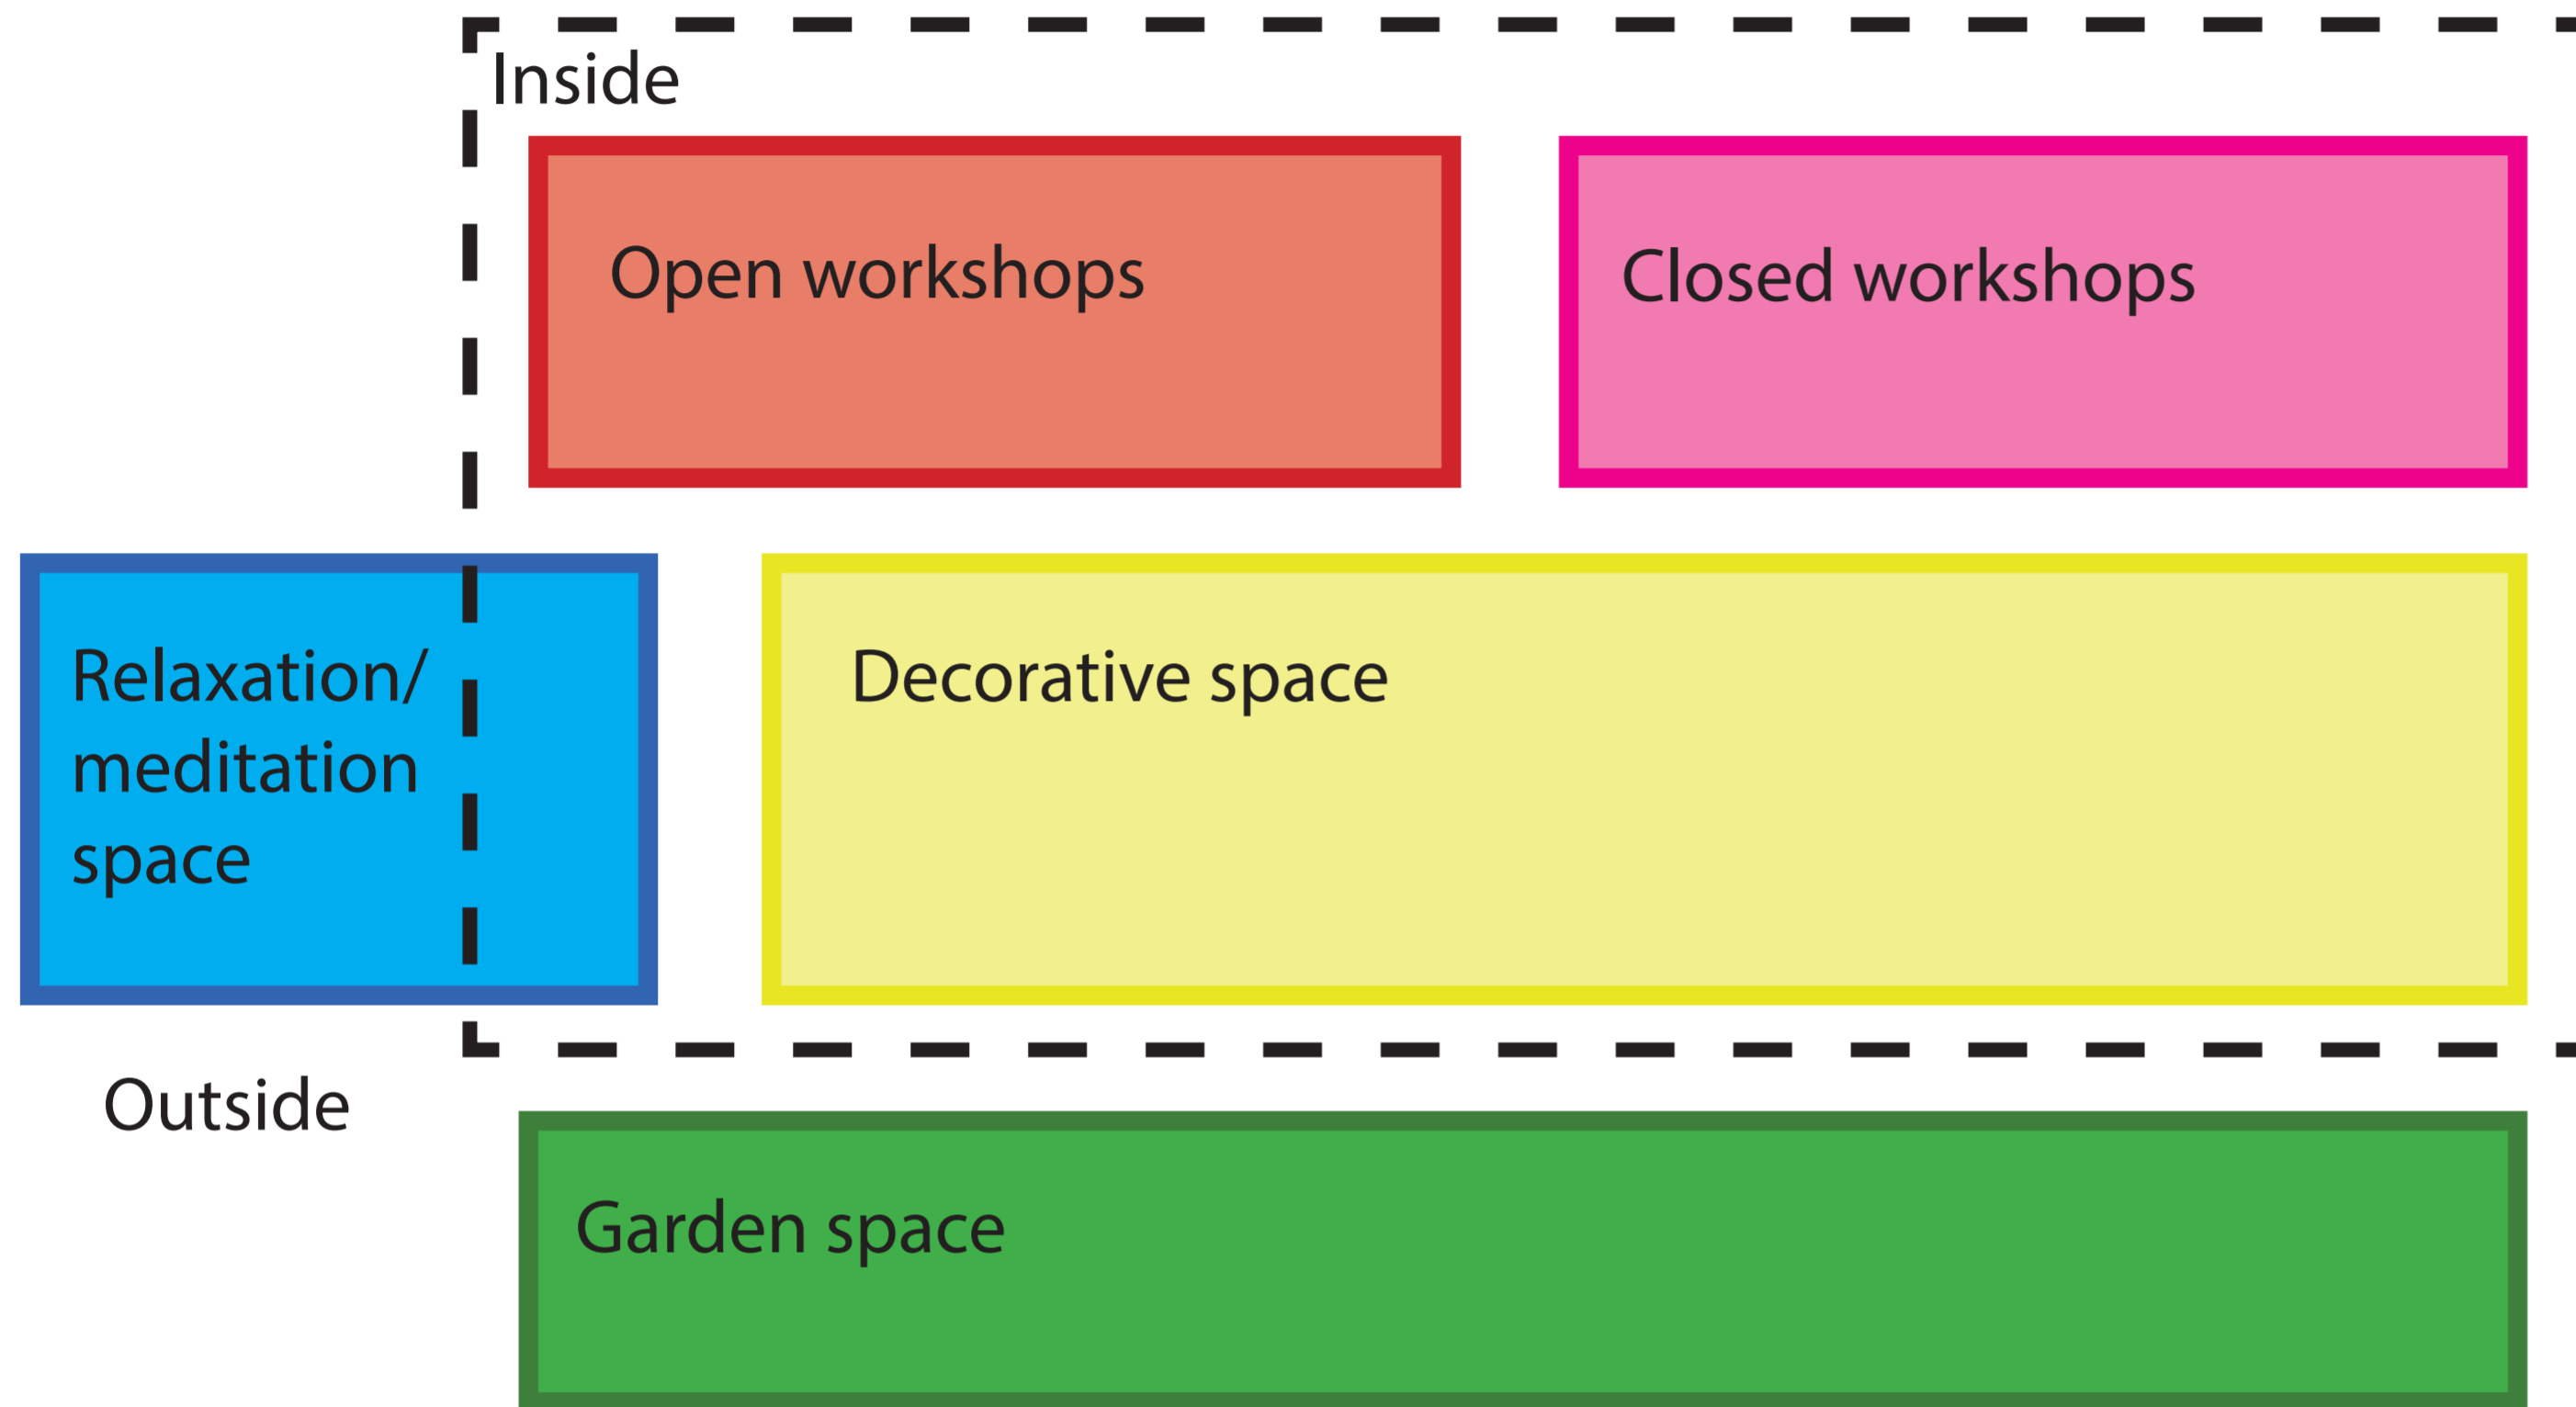 Inside
Open workshops
Closed workshops
Relaxation/
meditation
space
Decorative space
Outside
Garden space